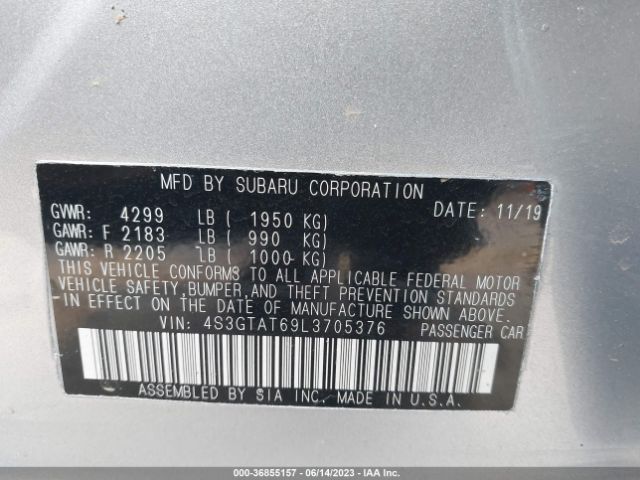 MFD BY SUBARU CORPORATION
GVWR: 4299 LB ( 1950 KG) DATE: 11/19
GAWR: F 2183 LB ( 990 KG)
GAWR: R 2205 LB ( 1000 KG)
THIS VEHICLE CONFORMS TO ALL APPLICABLE FEDERAL MOTOR
VEHICLE SAFETY, BUMPER, AND THEFT PREVENTION STANDARDS
IN EFFECT ON THE DATE OF MANUFACTURE SHOWN ABOVE.
VIN: 4S3GTAT69L3705376 PASSENGER CAR
ASSEMBLED BY SIA INC. MADE IN U.S.A.
000-36855157 - 06/14/2023 - Copart IAA Inc.